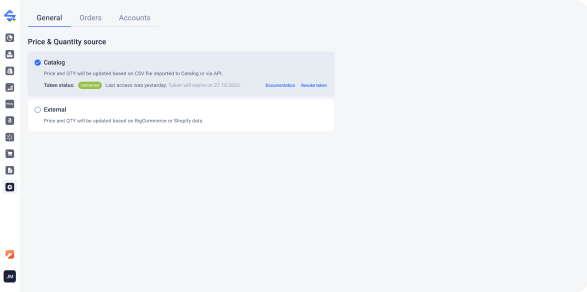 General Orders Accounts
Price & Quantity source
Catalog
Price and QTY will be updated based on CSV file imported to Catalog or via API.
Token status: Last access was yesterday. Token will expire on 27.10.2023. Documentation Revoke token
External
Price and QTY will be updated based on BigCommerce or Shopify data.
JM